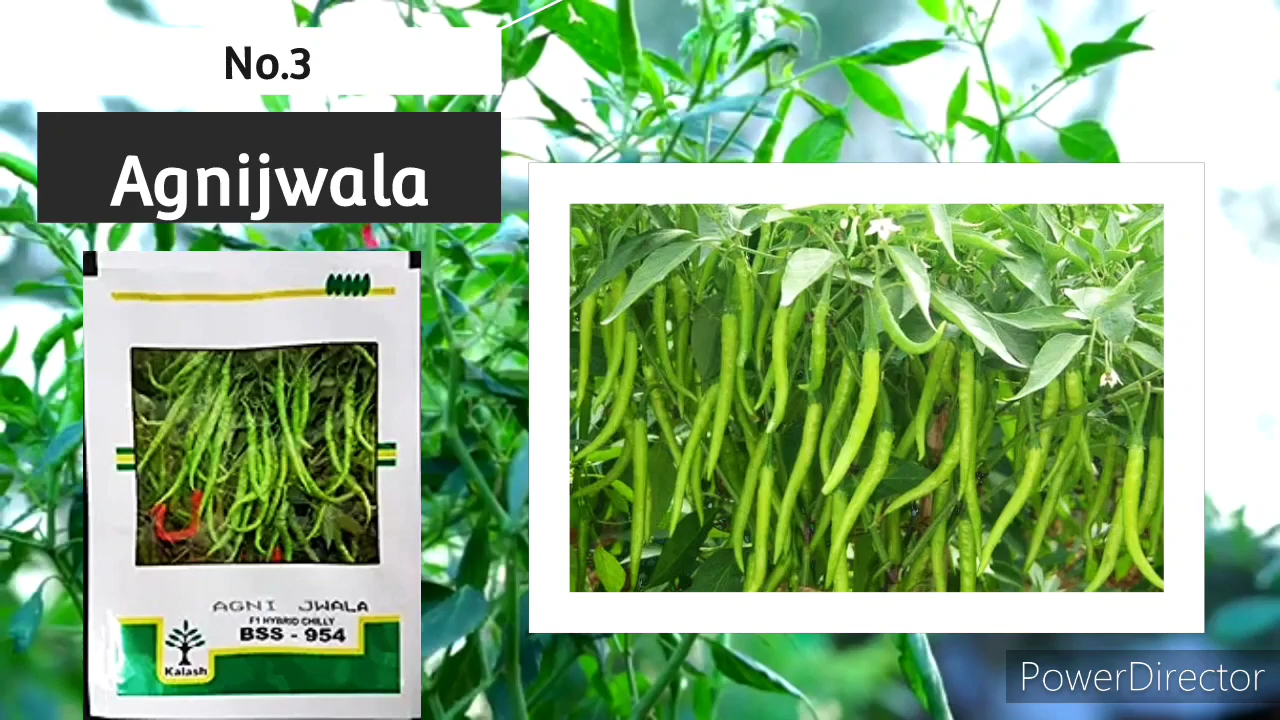 No.3
Agnijwala
AGNI JWALA
F1 HYBRID CHILLY
BSS - 954
Kalash
PowerDirector